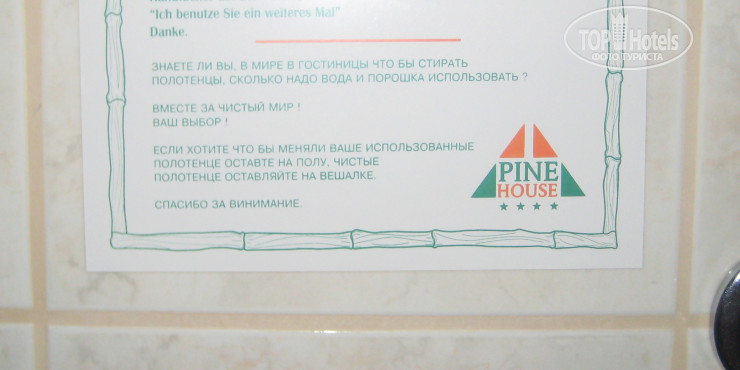 "Ich benutze Sie ein weiteres Mal"
Danke.
ЗНАЕТЕ ЛИ ВЫ, В МИРЕ В ГОСТИНИЦЫ ЧТО БЫ СТИРАТЬ
ПОЛОТЕНЦЫ, СКОЛЬКО НАДО ВОДА И ПОРОШКА ИСПОЛЬЗОВАТЬ ?
ВМЕСТЕ ЗА ЧИСТЫЙ МИР !
ВАШ ВЫБОР !
ЕСЛИ ХОТИТЕ ЧТО БЫ МЕНЯЛИ ВАШЕ ИСПОЛЬЗОВАННЫЕ
ПОЛОТЕНЦЕ ОСТАВТЕ НА ПОЛУ, ЧИСТЫЕ
ПОЛОТЕНЦЕ ОСТАВЛЯЙТЕ НА ВЕШАЛКЕ.
СПАСИБО ЗА ВИНИМАНИЕ.
PINE
HOUSE
TOP Hotels
ФОТО ТУРИСТА